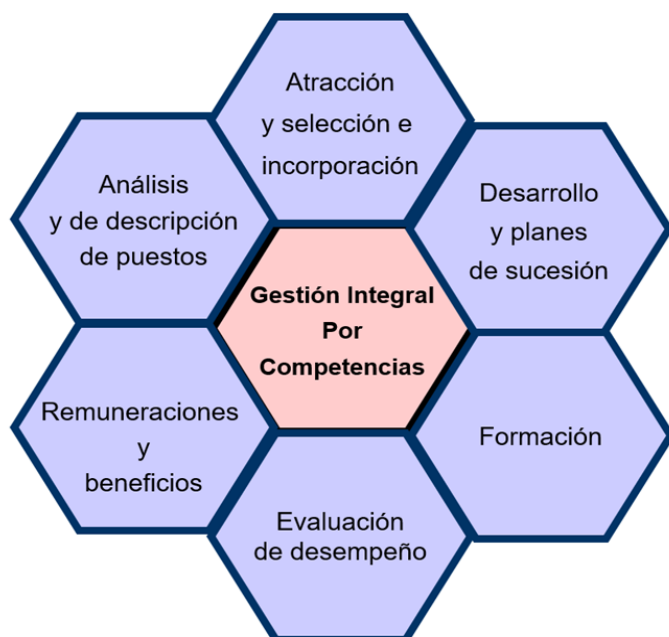 Atracción
y selección e
incorporación
Análisis
y de descripción
de puestos
Desarrollo
y planes
de sucesión
Gestión Integral
Por
Competencias
Remuneraciones
y
beneficios
Formación
Evaluación
de desempeño